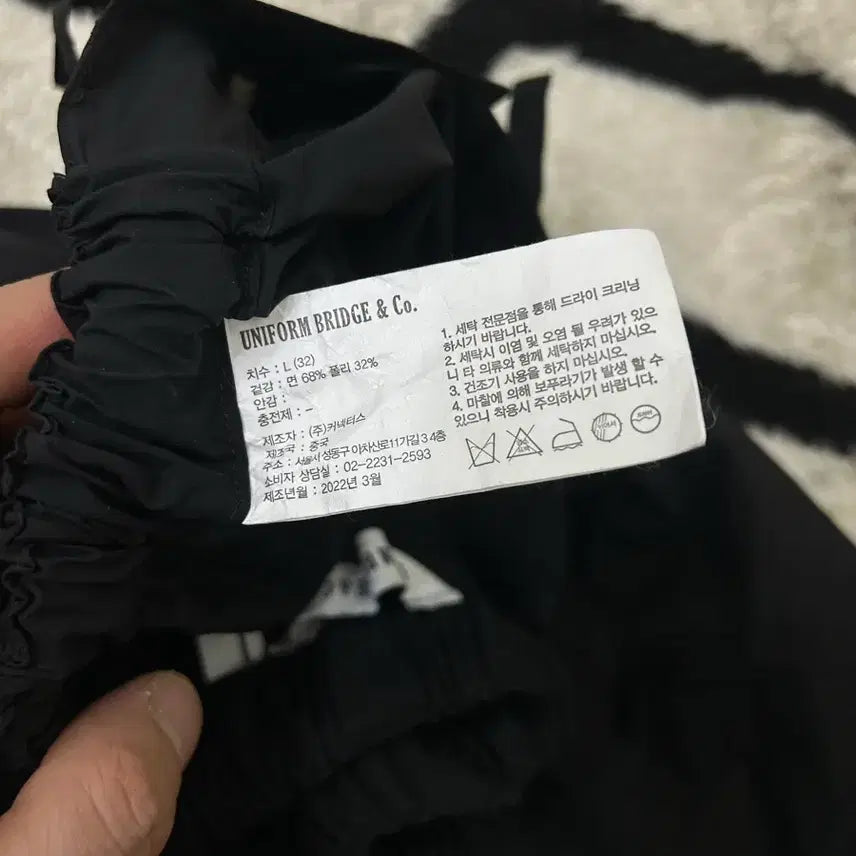 UNIFORM BRIDGE & Co.
치수 : L (32)
겉감 : 면 68% 폴리 32%
안감 :
충전제 : –
제조자 : (주)커넥터스
제조국 : 중국
주소 : 서울시 성동구 아차산로11가길 3 4층
소비자 상담실 : 02-2231-2593
제조년월 : 2022년 3월
1. 세탁 전문점을 통해 드라이 크리닝
하시기 바랍니다.
2. 세탁시 이염 및 오염 될 우려가 있으
니 타 의류와 함께 세탁하지 마십시오.
3. 건조기 사용을 하지 마십시오.
4. 마찰에 의해 보푸라기가 발생 할 수
있으니 착용시 주의하시기 바랍니다.